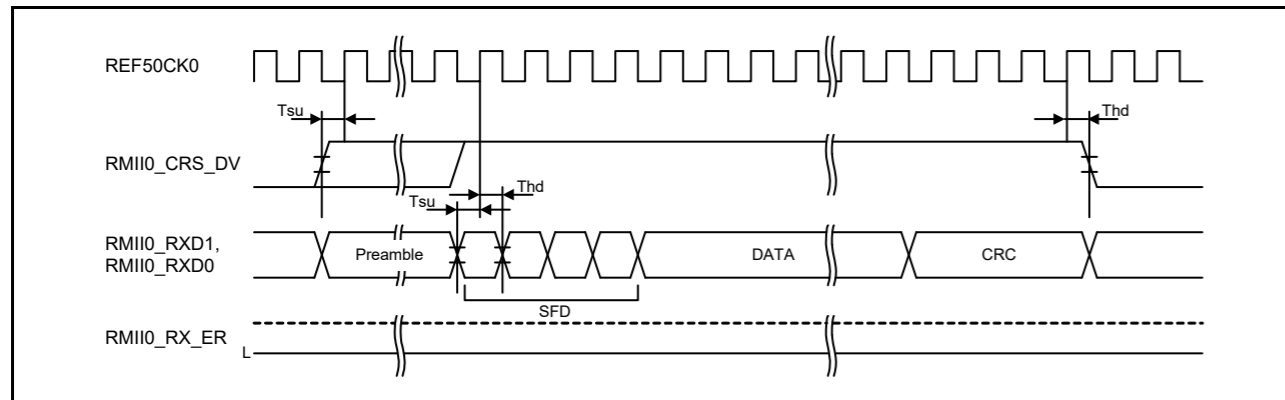 REF50CK0
Tsu
Thd
RMII0_CRS_DV
Thd
Tsu
RMII0_RXD1,
RMII0_RXD0
Preamble
DATA
CRC
SFD
RMII0_RX_ER
L